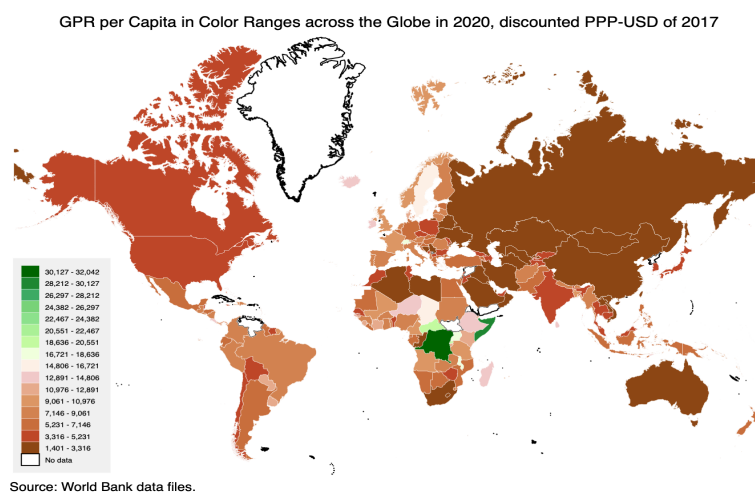 GPR per Capita in Color Ranges across the Globe in 2020, discounted PPP-USD of 2017
30,127 - 32,042
28,212 - 30,127
26,297 - 28,212
24,382 - 26,297
22,467 - 24,382
20,551 - 22,467
18,636 - 20,551
16,721 - 18,636
14,806 - 16,721
12,891 - 14,806
10,976 - 12,891
9,061 - 10,976
7,146 - 9,061
5,231 - 7,146
3,316 - 5,231
1,401 - 3,316
No data
Source: World Bank data files.